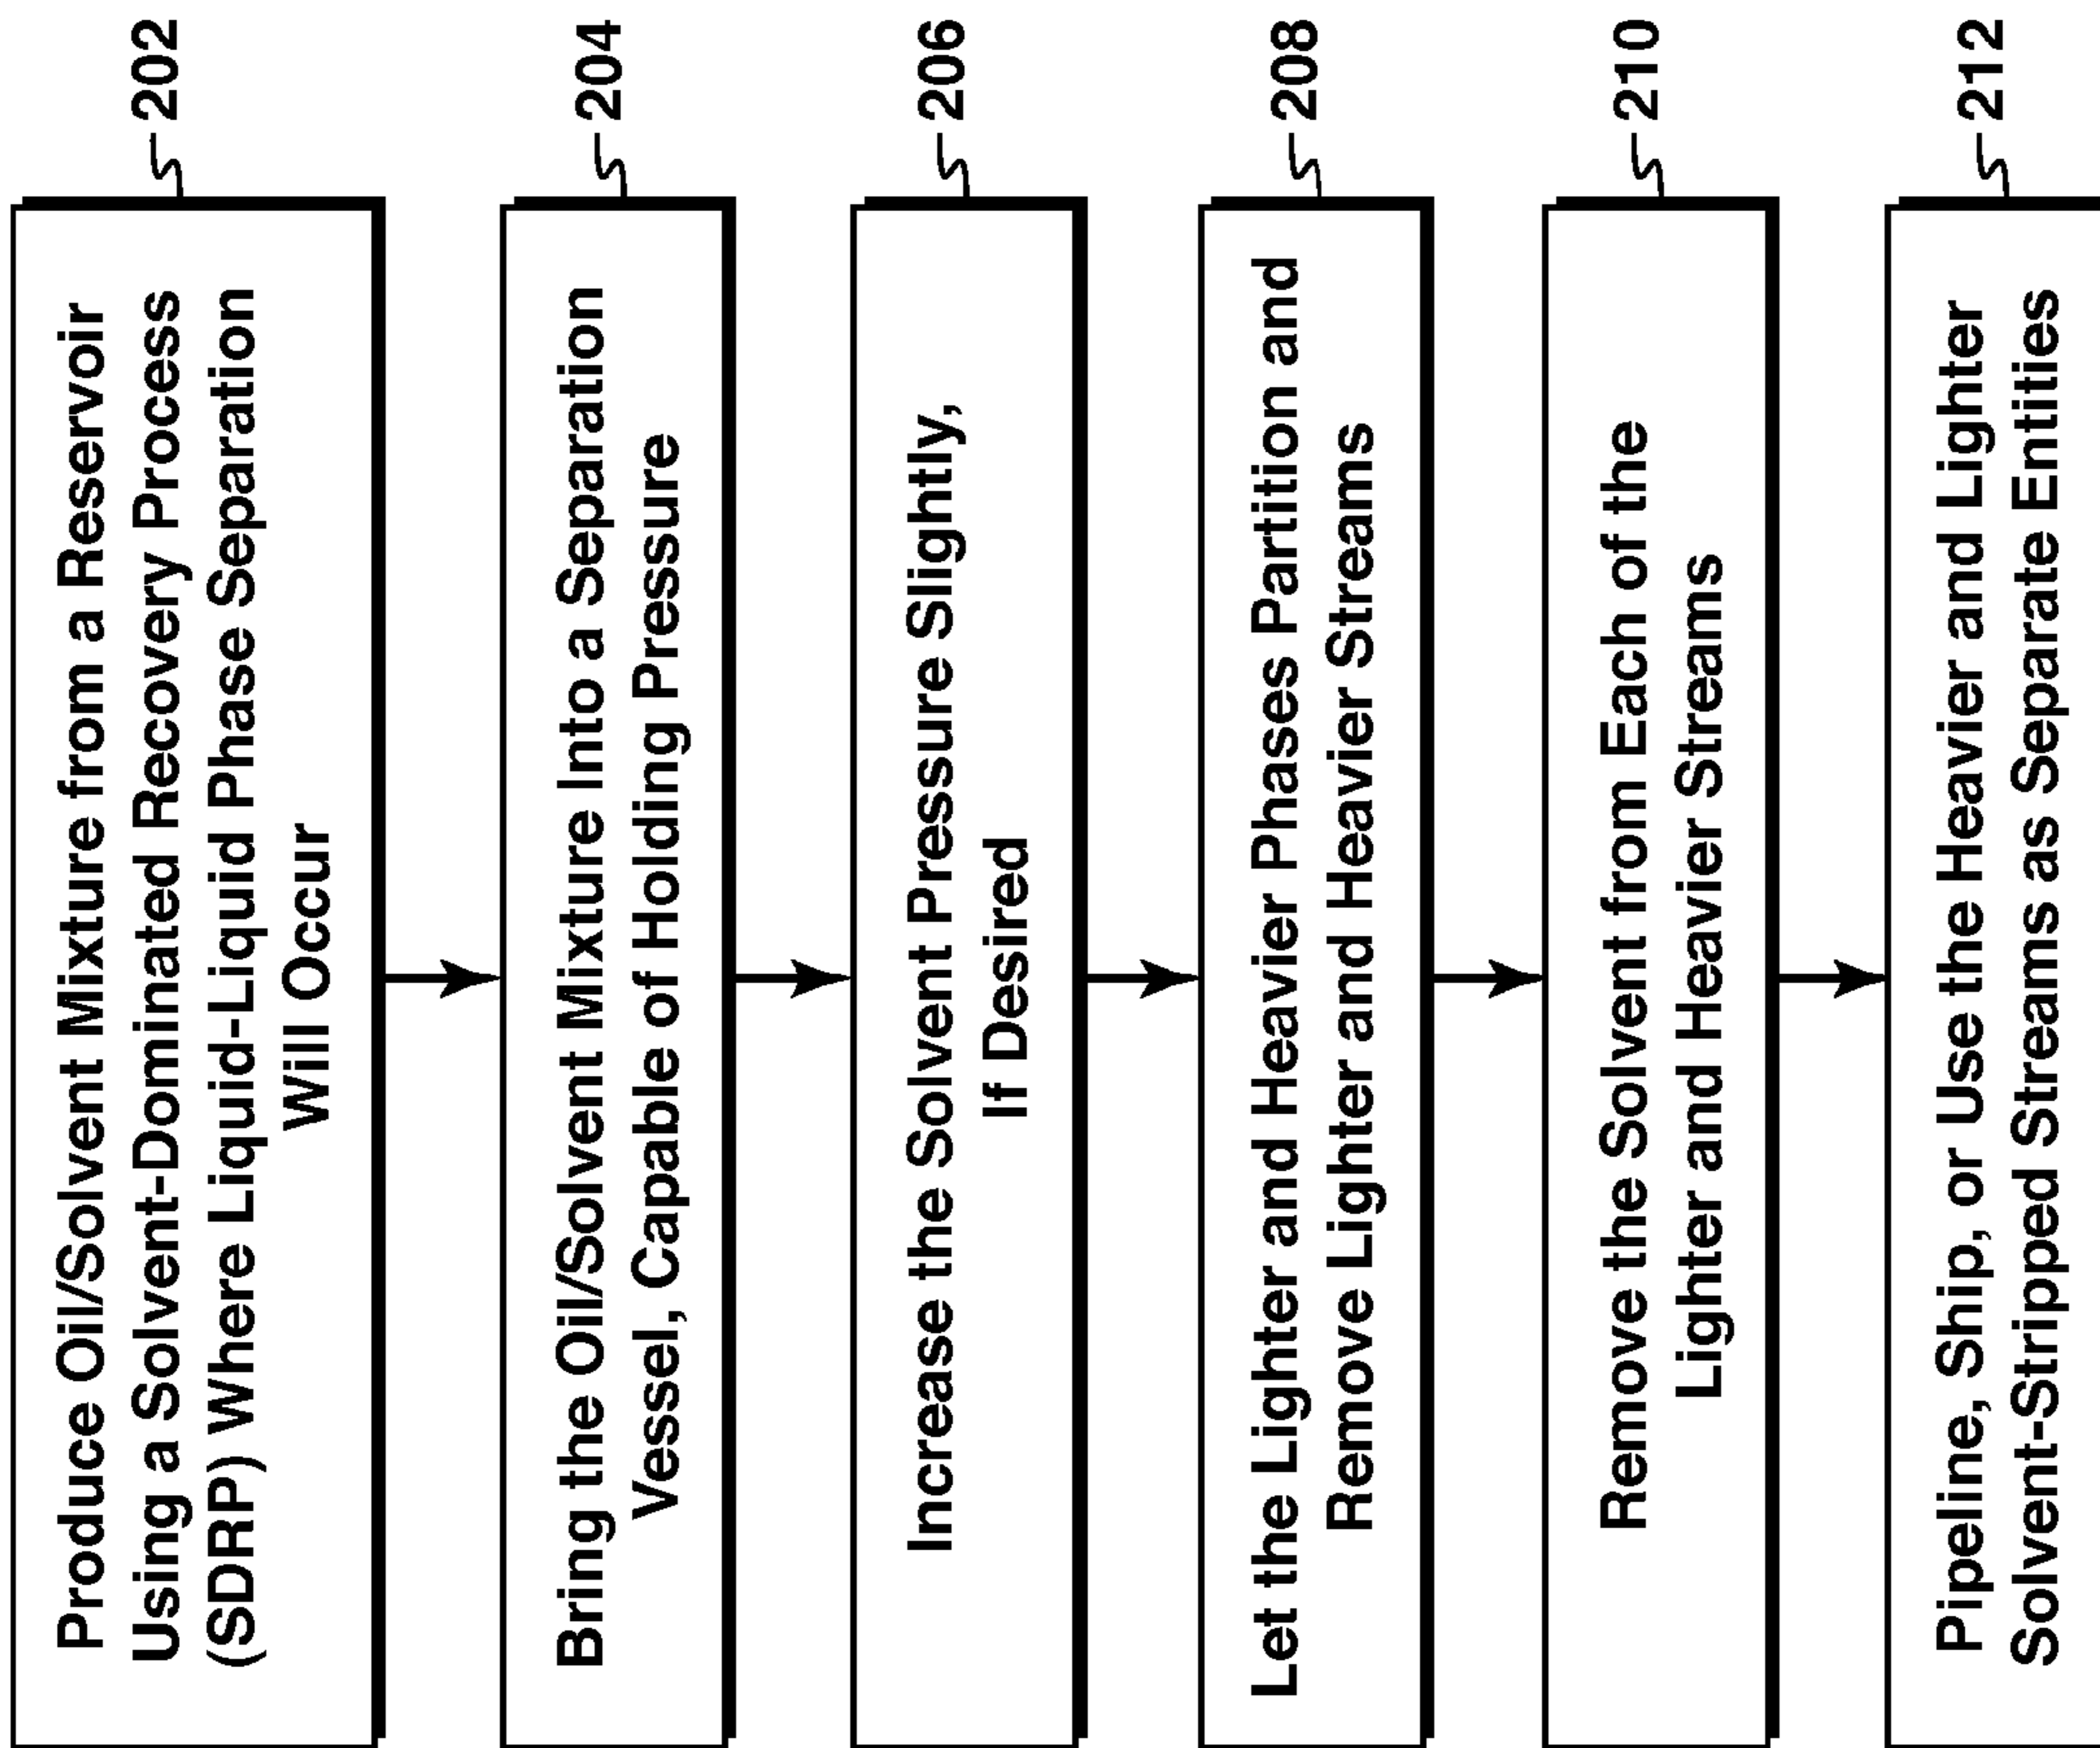 Produce Oil/Solvent Mixture from a Reservoir
Using a Solvent-Dominated Recovery Process
(SDRP) Where Liquid-Liquid Phase Separation
Will Occur
202
Bring the Oil/Solvent Mixture Into a Separation
Vessel, Capable of Holding Pressure
204
Increase the Solvent Pressure Slightly,
If Desired
206
Let the Lighter and Heavier Phases Partition and
Remove Lighter and Heavier Streams
208
Remove the Solvent from Each of the
Lighter and Heavier Streams
210
Pipeline, Ship, or Use the Heavier and Lighter
Solvent-Stripped Streams as Separate Entities
212